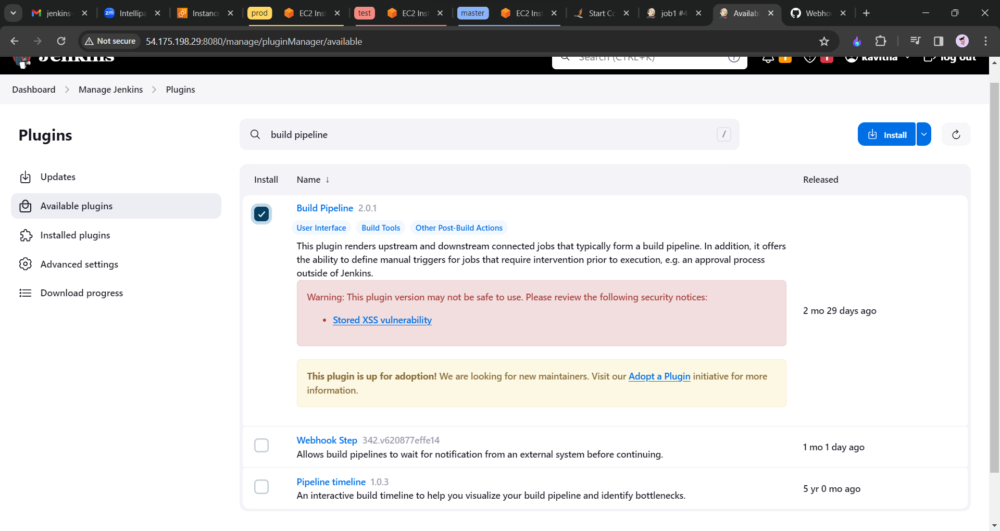 jenkins-
Intellipa
Instance
prod
EC2 Inst
test
EC2 Inst
master
EC2 Inst
Start Co
job1 #4
Availab
Webho
Not secure
54.175.198.29:8080/manage/pluginManager/available
Jenkins
Search (CTRL+K)
kavitha
log out
Dashboard > Manage Jenkins > Plugins
Plugins
build pipeline
/
Install
Updates
Available plugins
Installed plugins
Advanced settings
Download progress
Install Name ↓ Released
Build Pipeline 2.0.1
User Interface Build Tools Other Post-Build Actions
This plugin renders upstream and downstream connected jobs that typically form a build pipeline. In addition, it offers
the ability to define manual triggers for jobs that require intervention prior to execution, e.g. an approval process
outside of Jenkins.
Warning: This plugin version may not be safe to use. Please review the following security notices:
• Stored XSS vulnerability
2 mo 29 days ago
This plugin is up for adoption! We are looking for new maintainers. Visit our Adopt a Plugin initiative for more
information.
Webhook Step 342.v620877effe14
Allows build pipelines to wait for notification from an external system before continuing.
1 mo 1 day ago
Pipeline timeline 1.0.3
An interactive build timeline to help you visualize your build pipeline and identify bottlenecks.
5 yr 0 mo ago